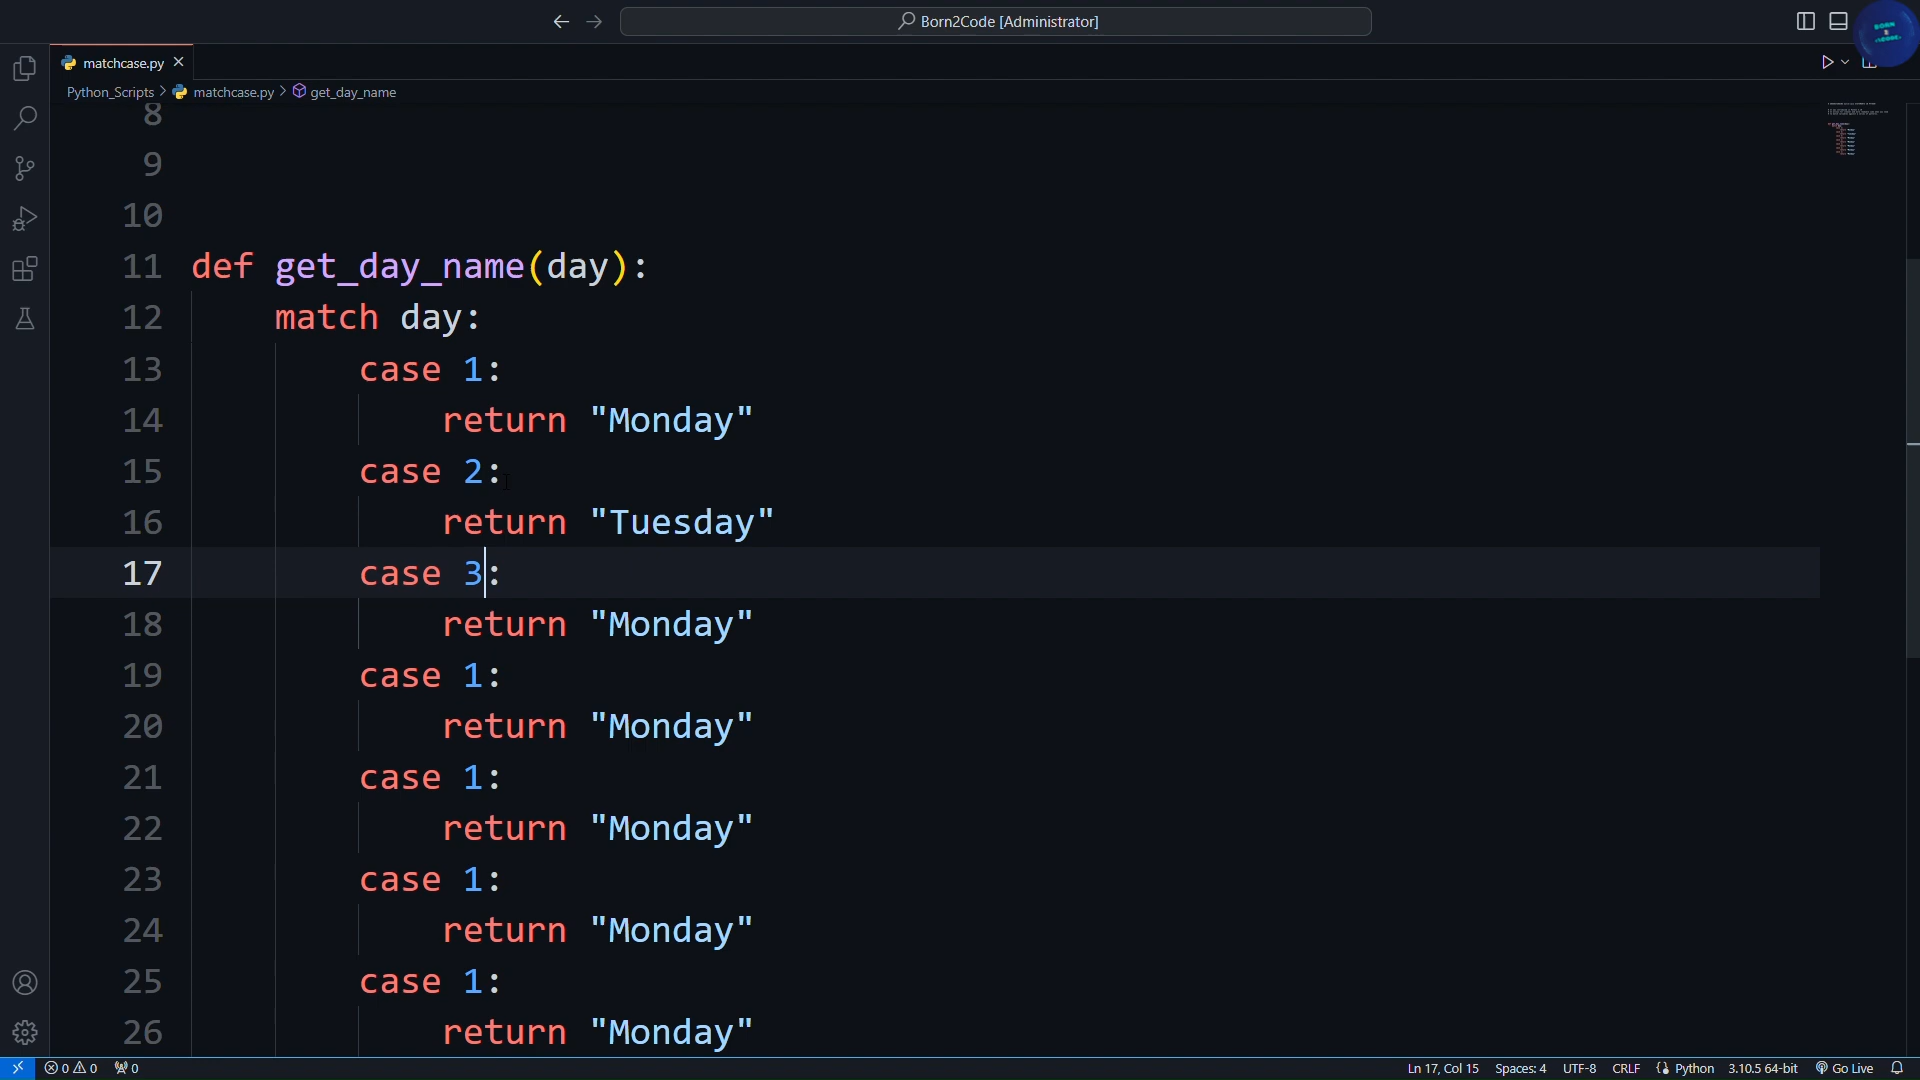 Born2Code [Administrator]
matchcase.py
Python_Scripts > matchcase.py > get_day_name
8
9
10
11 def get_day_name(day):
12 match day:
13 case 1:
14 return "Monday"
15 case 2:
16 return "Tuesday"
17 case 3:
18 return "Monday"
19 case 1:
20 return "Monday"
21 case 1:
22 return "Monday"
23 case 1:
24 return "Monday"
25 case 1:
26 return "Monday"
0 0 0 Ln 17, Col 15 Spaces: 4 UTF-8 CRLF Python 3.10.5 64-bit Go Live